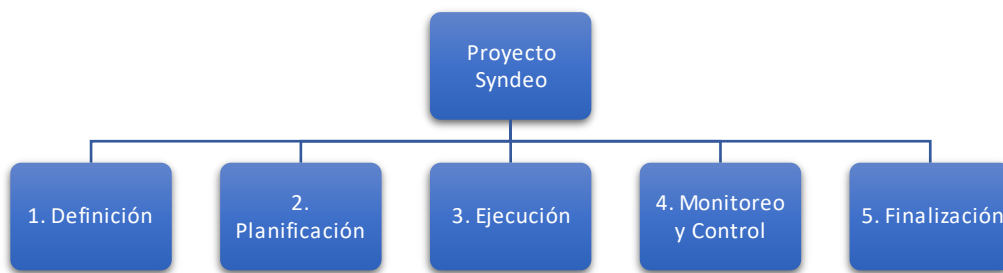 Proyecto
Syndeo
1. Definición
2.
Planificación
3. Ejecución
4. Monitoreo
y Control
5. Finalización